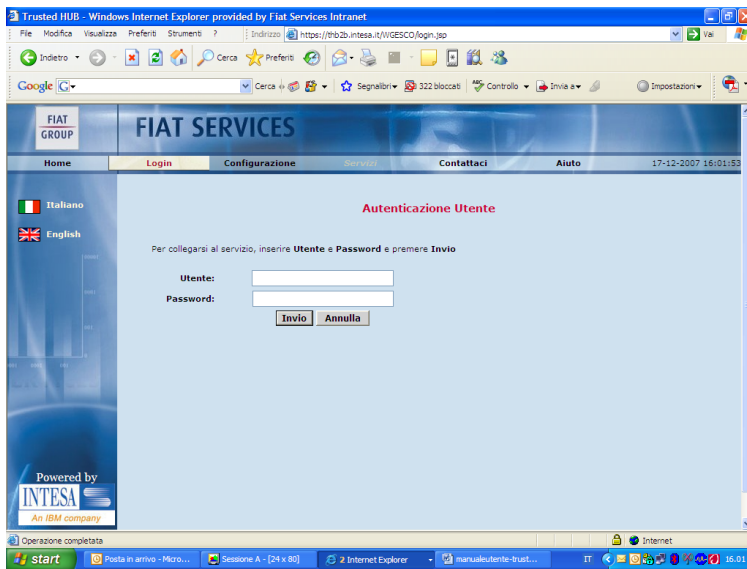 Trusted HUB - Windows Internet Explorer provided by Fiat Services Intranet
File Modifica Visualizza Preferiti Strumenti ? Indirizzo https://thb2b.intesa.it/WGESCO/login.jsp Vai
Indietro Cerca Preferiti
Google G Cerca Segnalibri 322 bloccati ABC Controllo Invia a Impostazioni
FIAT
GROUP
FIAT SERVICES
Home Login Configurazione Servizi Contattaci Aiuto 17-12-2007 16:01:53
Italiano
Autenticazione Utente
English
Per collegarsi al servizio, inserire Utente e Password e premere Invio
Utente:
Password:
Invio Annulla
Powered by
INTESA
An IBM company
Operazione completata Internet
start Posta in arrivo - Micro... Sessione A - [24 x 80] 2 Internet Explorer manualeutente-trust... IT 16.01